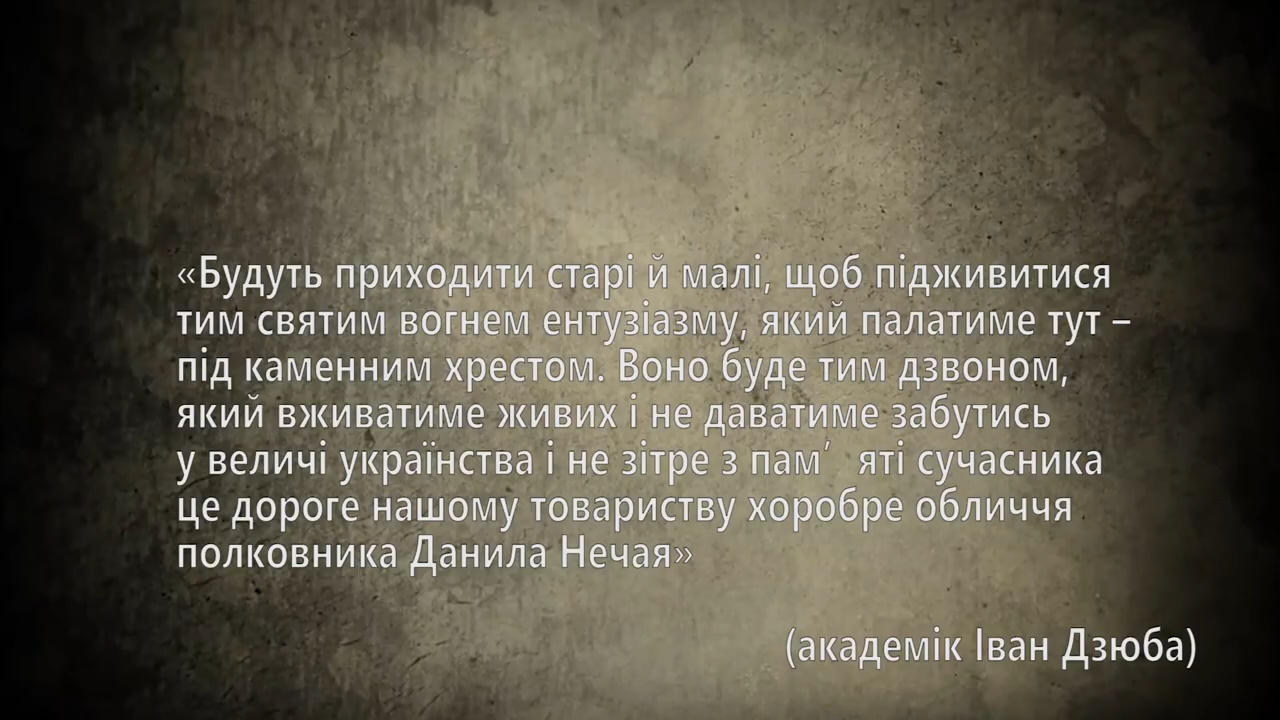 «Будуть приходити старі й малі, щоб підживитися
тим святим вогнем ентузіазму, який палатиме тут –
під каменним хрестом. Воно буде тим дзвоном,
який вживатиме живих і не даватиме забутись
у величі українства і не зітре з пам’ яті сучасника
це дороге нашому товариству хоробре обличчя
полковника Данила Нечая»
(академік Іван Дзюба)